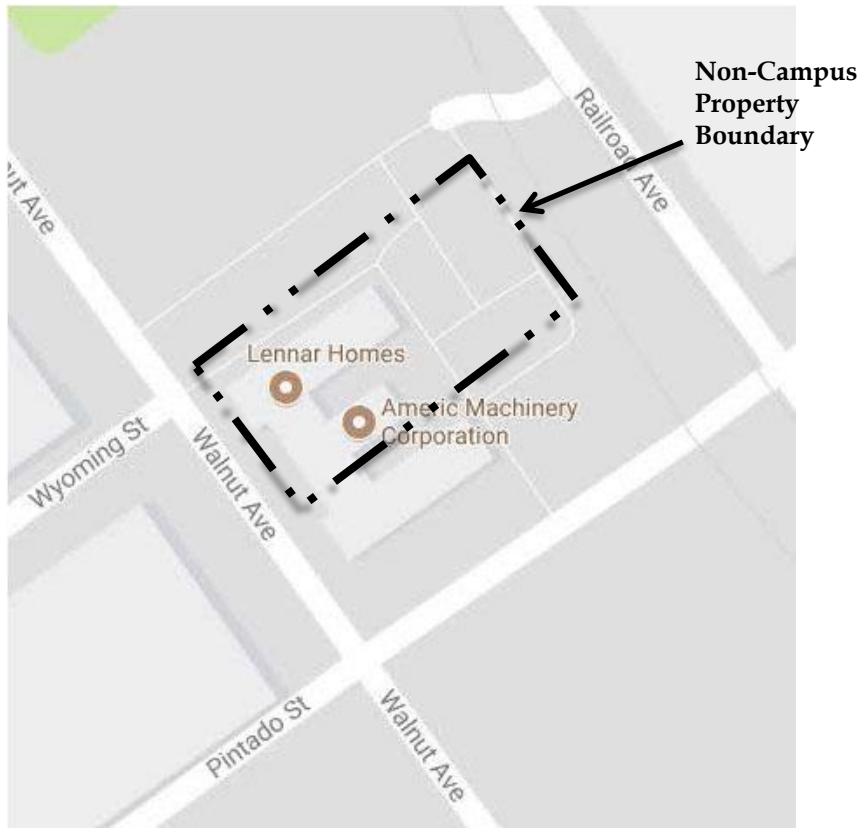 Non-Campus
Property
Boundary
Railroad Ave
ut Ave
Lennar Homes
Americ Machinery
Corporation
Wyoming St
Walnut Ave
Pintado St
Walnut Ave